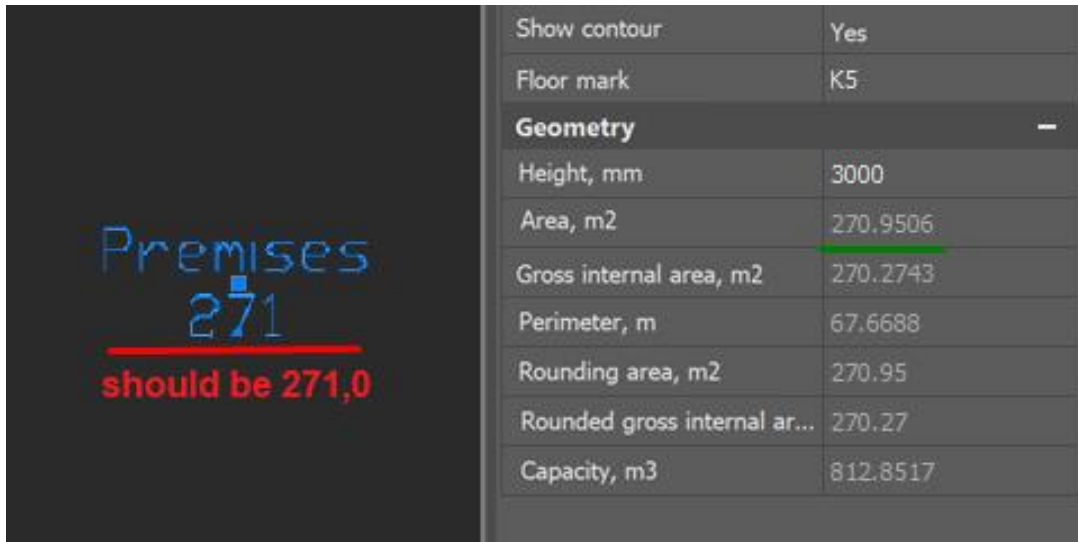 Premises
271
should be 271,0
Show contour Yes
Floor mark K5
Geometry –
Height, mm 3000
Area, m2 270.9506
Gross internal area, m2 270.2743
Perimeter, m 67.6688
Rounding area, m2 270.95
Rounded gross internal ar... 270.27
Capacity, m3 812.8517